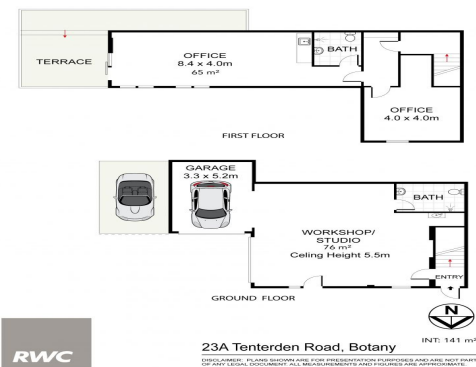 TERRACE
OFFICE
8.4 x 4.0m
65 m²
BATH
OFFICE
4.0 x 4.0m
FIRST FLOOR
GARAGE
3.3 x 5.2m
BATH
WORKSHOP/
STUDIO
76 m²
Celing Height 5.5m
ENTRY
GROUND FLOOR
N
INT: 141 m²
23A Tenterden Road, Botany
RWC
DISCLAIMER: PLANS SHOWN ARE FOR PRESENTATION PURPOSES AND ARE NOT PART
OF ANY LEGAL DOCUMENT. ALL MEASUREMENTS AND FIGURES ARE APPROXIMATE.